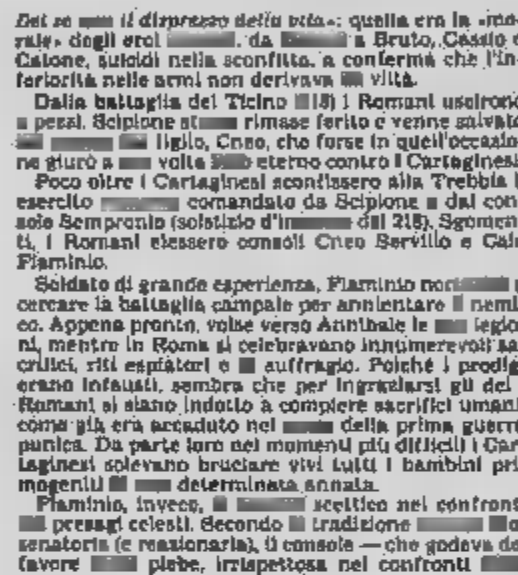 Dei so il disprezzo della vita»: quella era la «mo-
rale» degli eroi da a Bruto, Cassio e
Catone, suicidi nella sconfitta, a conferma che l'in-
feriorità nelle armi non derivava viltà.
Dalla battaglia del Ticino 18) i Romani uscirono
a pezzi. Scipione rimase ferito e venne salvato
figlio, Cneo, che forse in quell'occasio-
ne giurò a volta eterno contro i Cartaginesi
Poco oltre i Cartaginesi sconfissero alla Trebbia l
esercito comandato da Scipione e dal con-
sole Sempronio (solstizio d'in del 218). Sgomen-
ti, i Romani elessero consoli Cneo Servilio e Caio
Flaminio.
Soldato di grande esperienza, Flaminio non
cercare la battaglia campale per annientare il nemi-
co. Appena pronto, volse verso Annibale le legio-
ni, mentre in Roma si celebravano innumerevoli sa-
crifici, riti espiatori e suffragio. Poiché i prodigi
erano infausti, sembra che per ingraziarsi gli dei i
Romani si siano indotto a compiere sacrifici umani
come già era accaduto nel della prima guerra
punica. Da parte loro nei momenti più difficili i Car-
taginesi solevano bruciare vivi tutti i bambini pri-
mogeniti determinata annata.
Flaminio, invece, scettico nei confront
presagi celesti. Secondo tradizione
senatoria (e reazionaria), il console — che godeva de
favore plebe, irrispettosa nei confronti